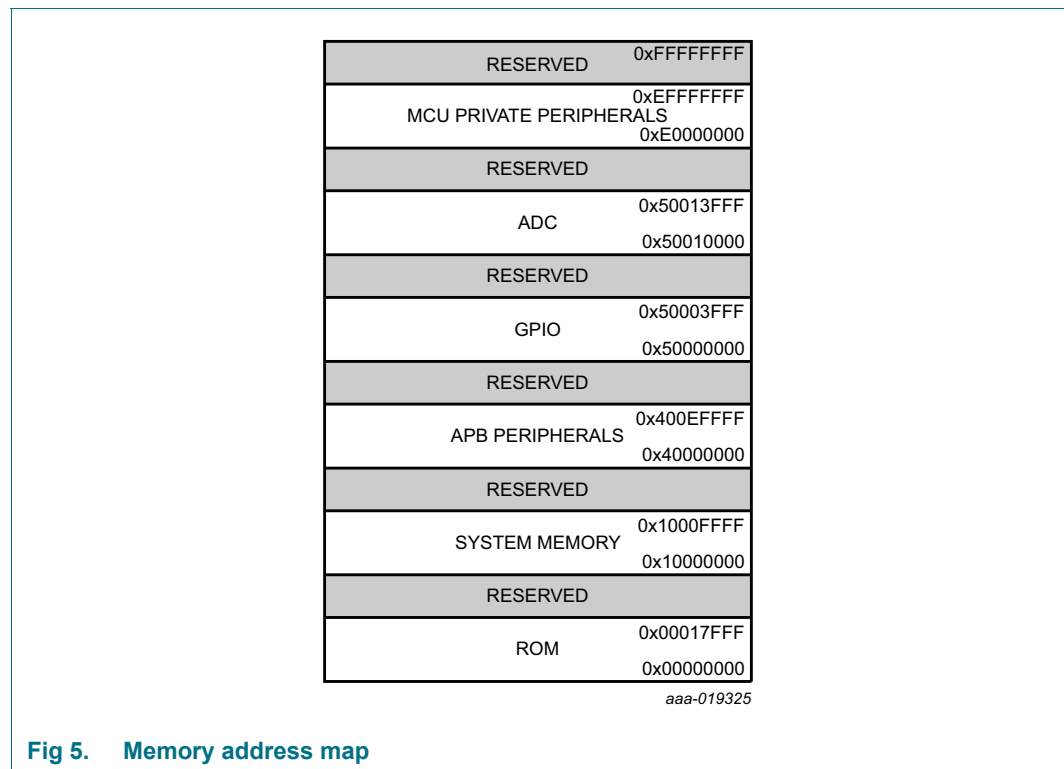 RESERVED 0xFFFFFFFF
0xEFFFFFFF
MCU PRIVATE PERIPHERALS
0xE0000000
RESERVED
0x50013FFF
ADC
0x50010000
RESERVED
0x50003FFF
GPIO
0x50000000
RESERVED
0x400EFFFF
APB PERIPHERALS
0x40000000
RESERVED
0x1000FFFF
SYSTEM MEMORY
0x10000000
RESERVED
0x00017FFF
ROM
0x00000000
aaa-019325
Fig 5. Memory address map